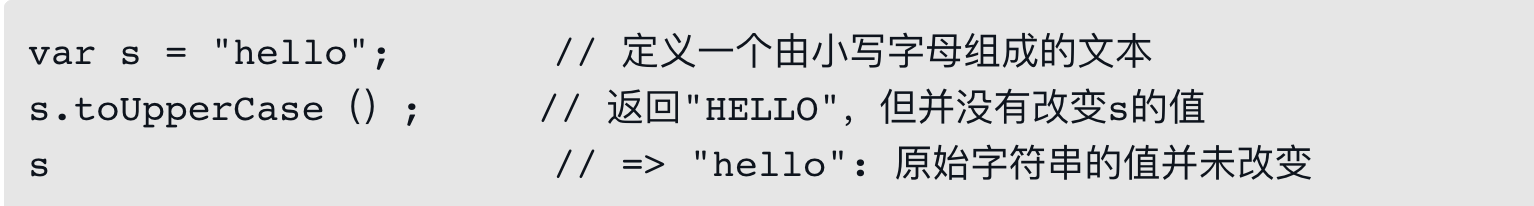 var s = "hello"; // 定义一个由小写字母组成的文本
s.toUpperCase () ; // 返回"HELLO", 但并没有改变s的值
s // => "hello": 原始字符串的值并未改变